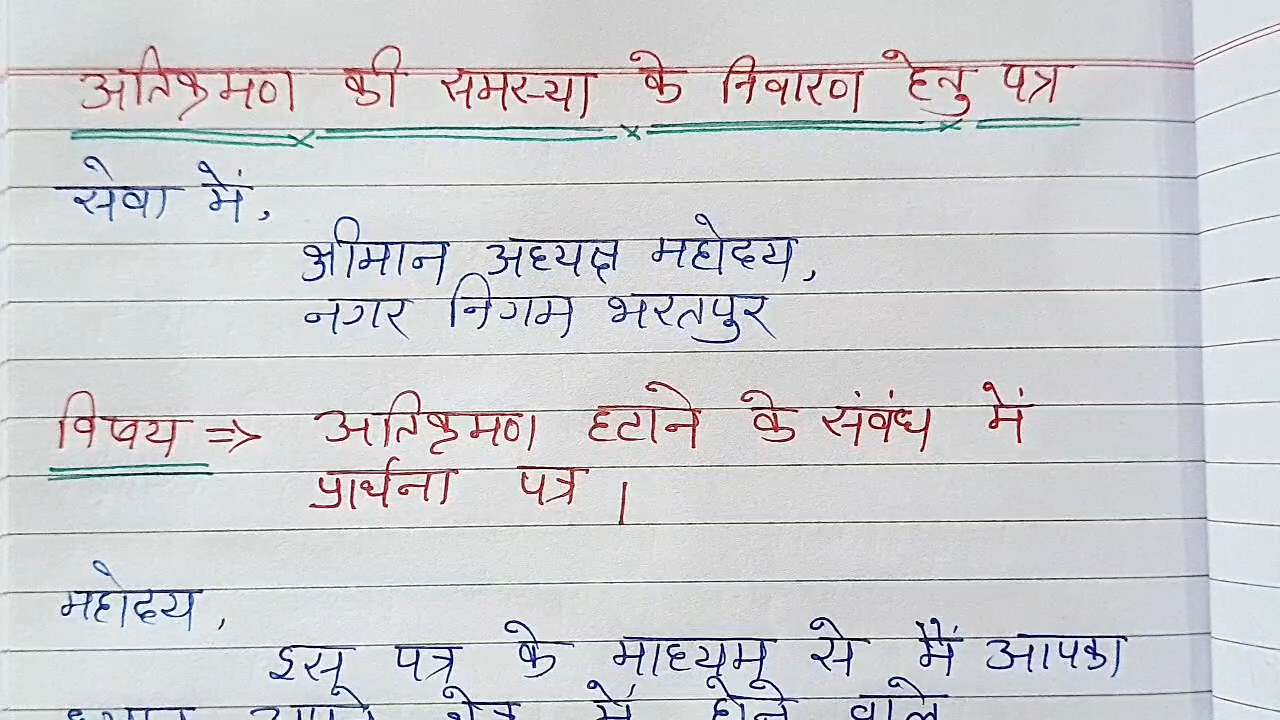 अतिक्रमण की समस्या के निवारण हेतु पत्र
सेवा में,
श्रीमान अध्यक्ष महोदय,
नगर निगम भरतपुर
विषय => अतिक्रमण हटाने के संबंध में
प्रार्थना पत्र ।
महोदय,
इस पत्र के माध्यम से मैं आपका
ध्यान अपने क्षेत्र में होने वाले